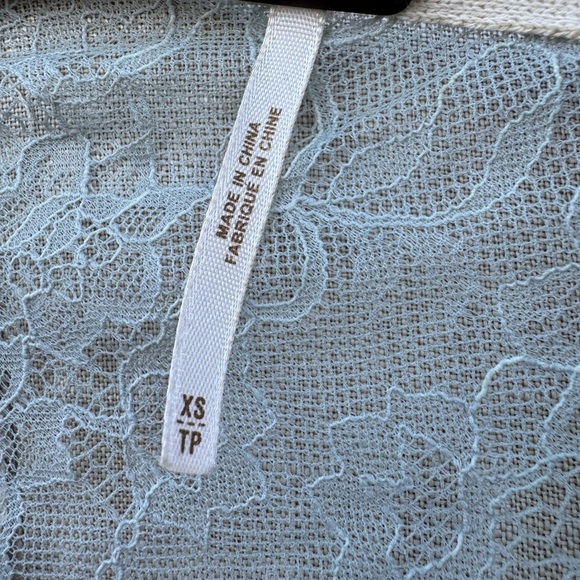 MADE IN CHINA
FABRIQUÉ EN CHINE
XS
TP